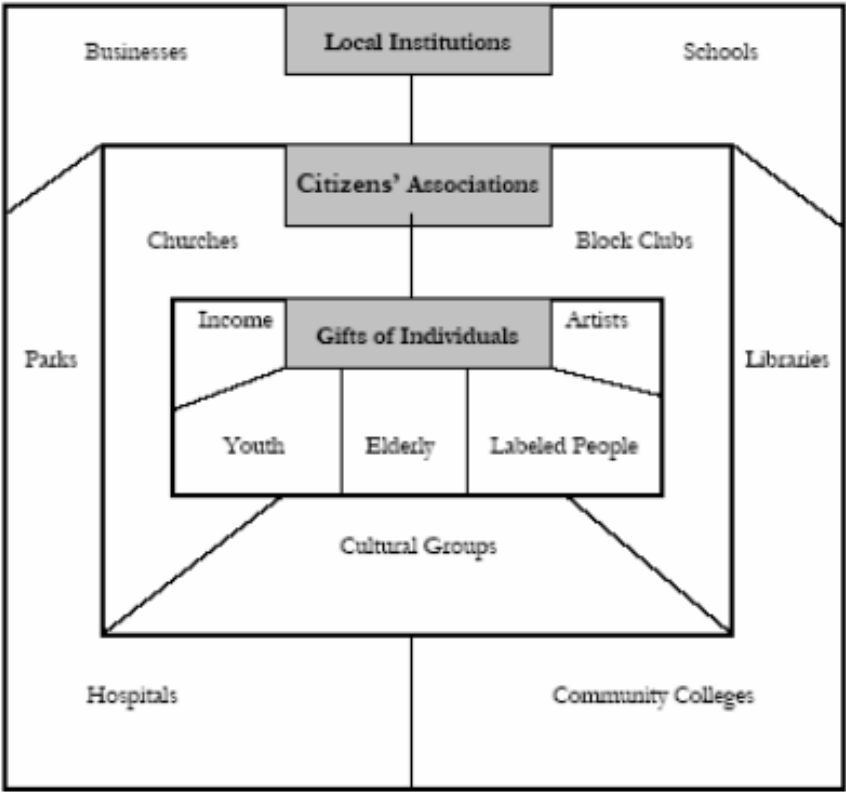 Local Institutions
Businesses
Schools
Citizens' Associations
Churches
Block Clubs
Income
Gifts of Individuals
Artists
Parks
Libraries
Youth
Elderly
Labeled People
Cultural Groups
Hospitals
Community Colleges